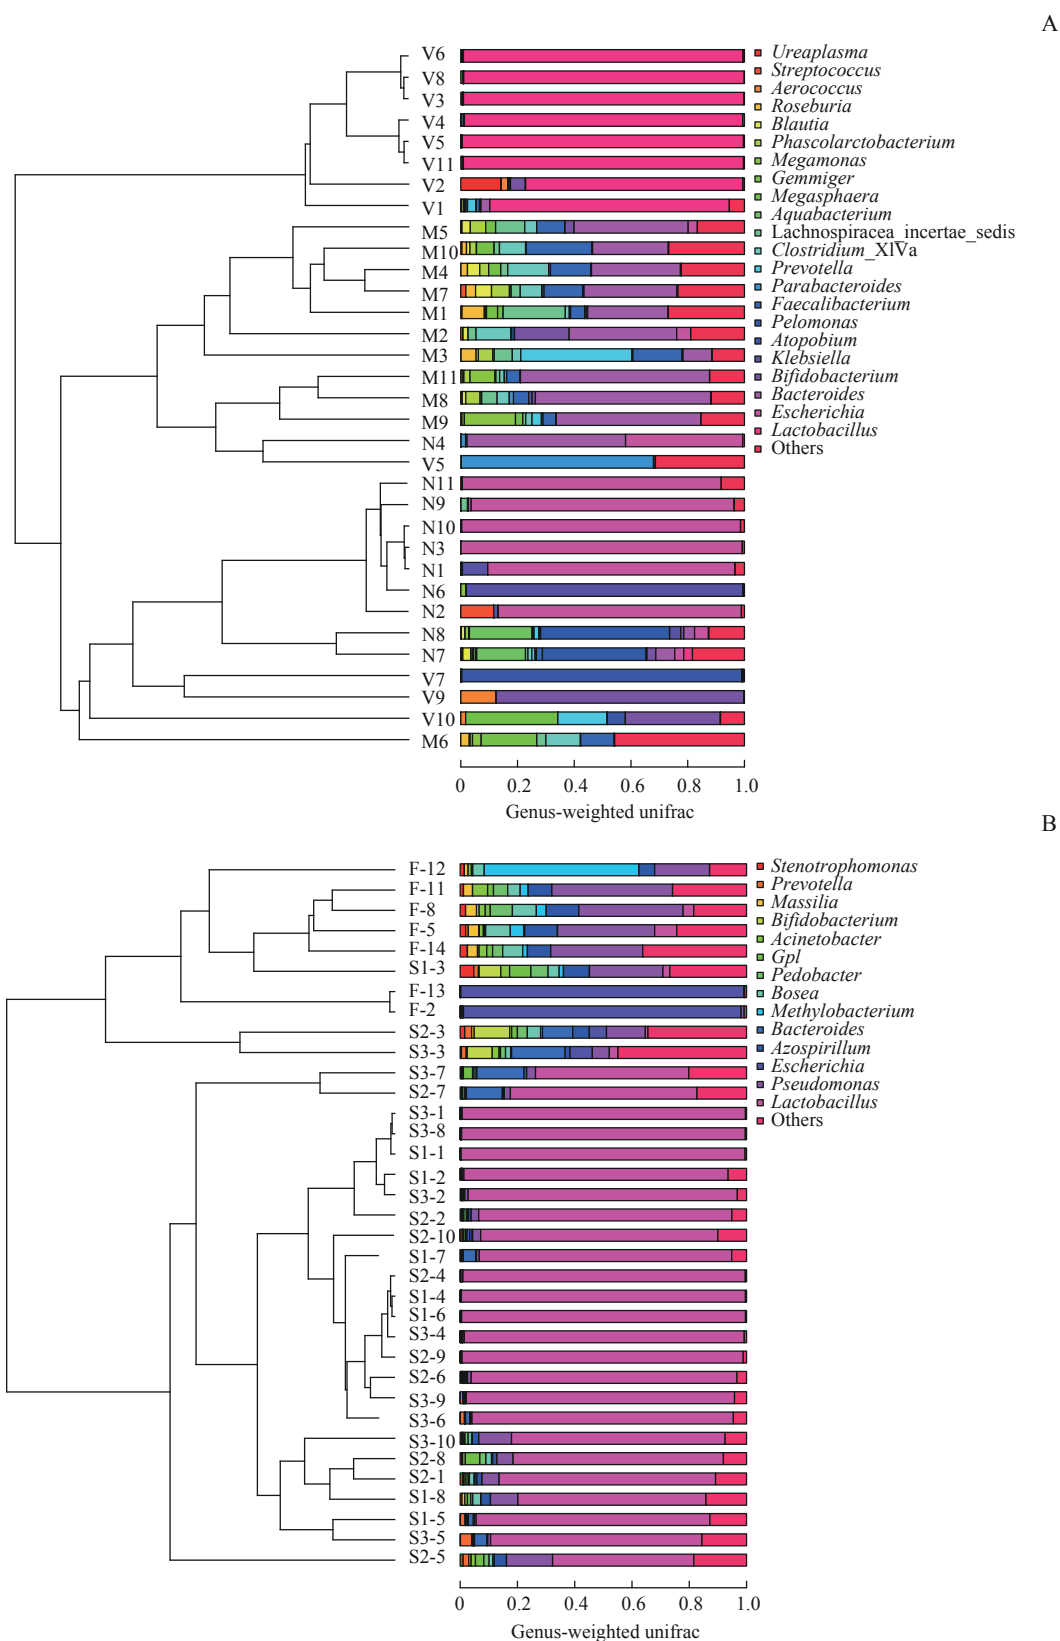 A
V6
V8
V3
V4
V5
V11
V2
V1
M5
M10
M4
M7
M1
M2
M3
M11
M8
M9
N4
V5
N11
N9
N10
N3
N1
N6
N2
N8
N7
V7
V9
V10
M6
Ureaplasma
Streptococcus
Aerococcus
Roseburia
Blautia
Phascolarctobacterium
Megamonas
Gemmiger
Megasphaera
Aquabacterium
Lachnospiracea_incertae_sedis
Clostridium_XlVa
Prevotella
Parabacteroides
Faecalibacterium
Pelomonas
Atopobium
Klebsiella
Bifidobacterium
Bacteroides
Escherichia
Lactobacillus
Others
0 0.2 0.4 0.6 0.8 1.0
Genus-weighted unifrac
B
F-12
F-11
F-8
F-5
F-14
S1-3
F-13
F-2
S2-3
S3-3
S3-7
S2-7
S3-1
S3-8
S1-1
S1-2
S3-2
S2-2
S2-10
S1-7
S2-4
S1-4
S1-6
S3-4
S2-9
S2-6
S3-9
S3-6
S3-10
S2-8
S2-1
S1-8
S1-5
S3-5
S2-5
Stenotrophomonas
Prevotella
Massilia
Bifidobacterium
Acinetobacter
Gpl
Pedobacter
Bosea
Methylobacterium
Bacteroides
Azospirillum
Escherichia
Pseudomonas
Lactobacillus
Others
0 0.2 0.4 0.6 0.8 1.0
Genus-weighted unifrac